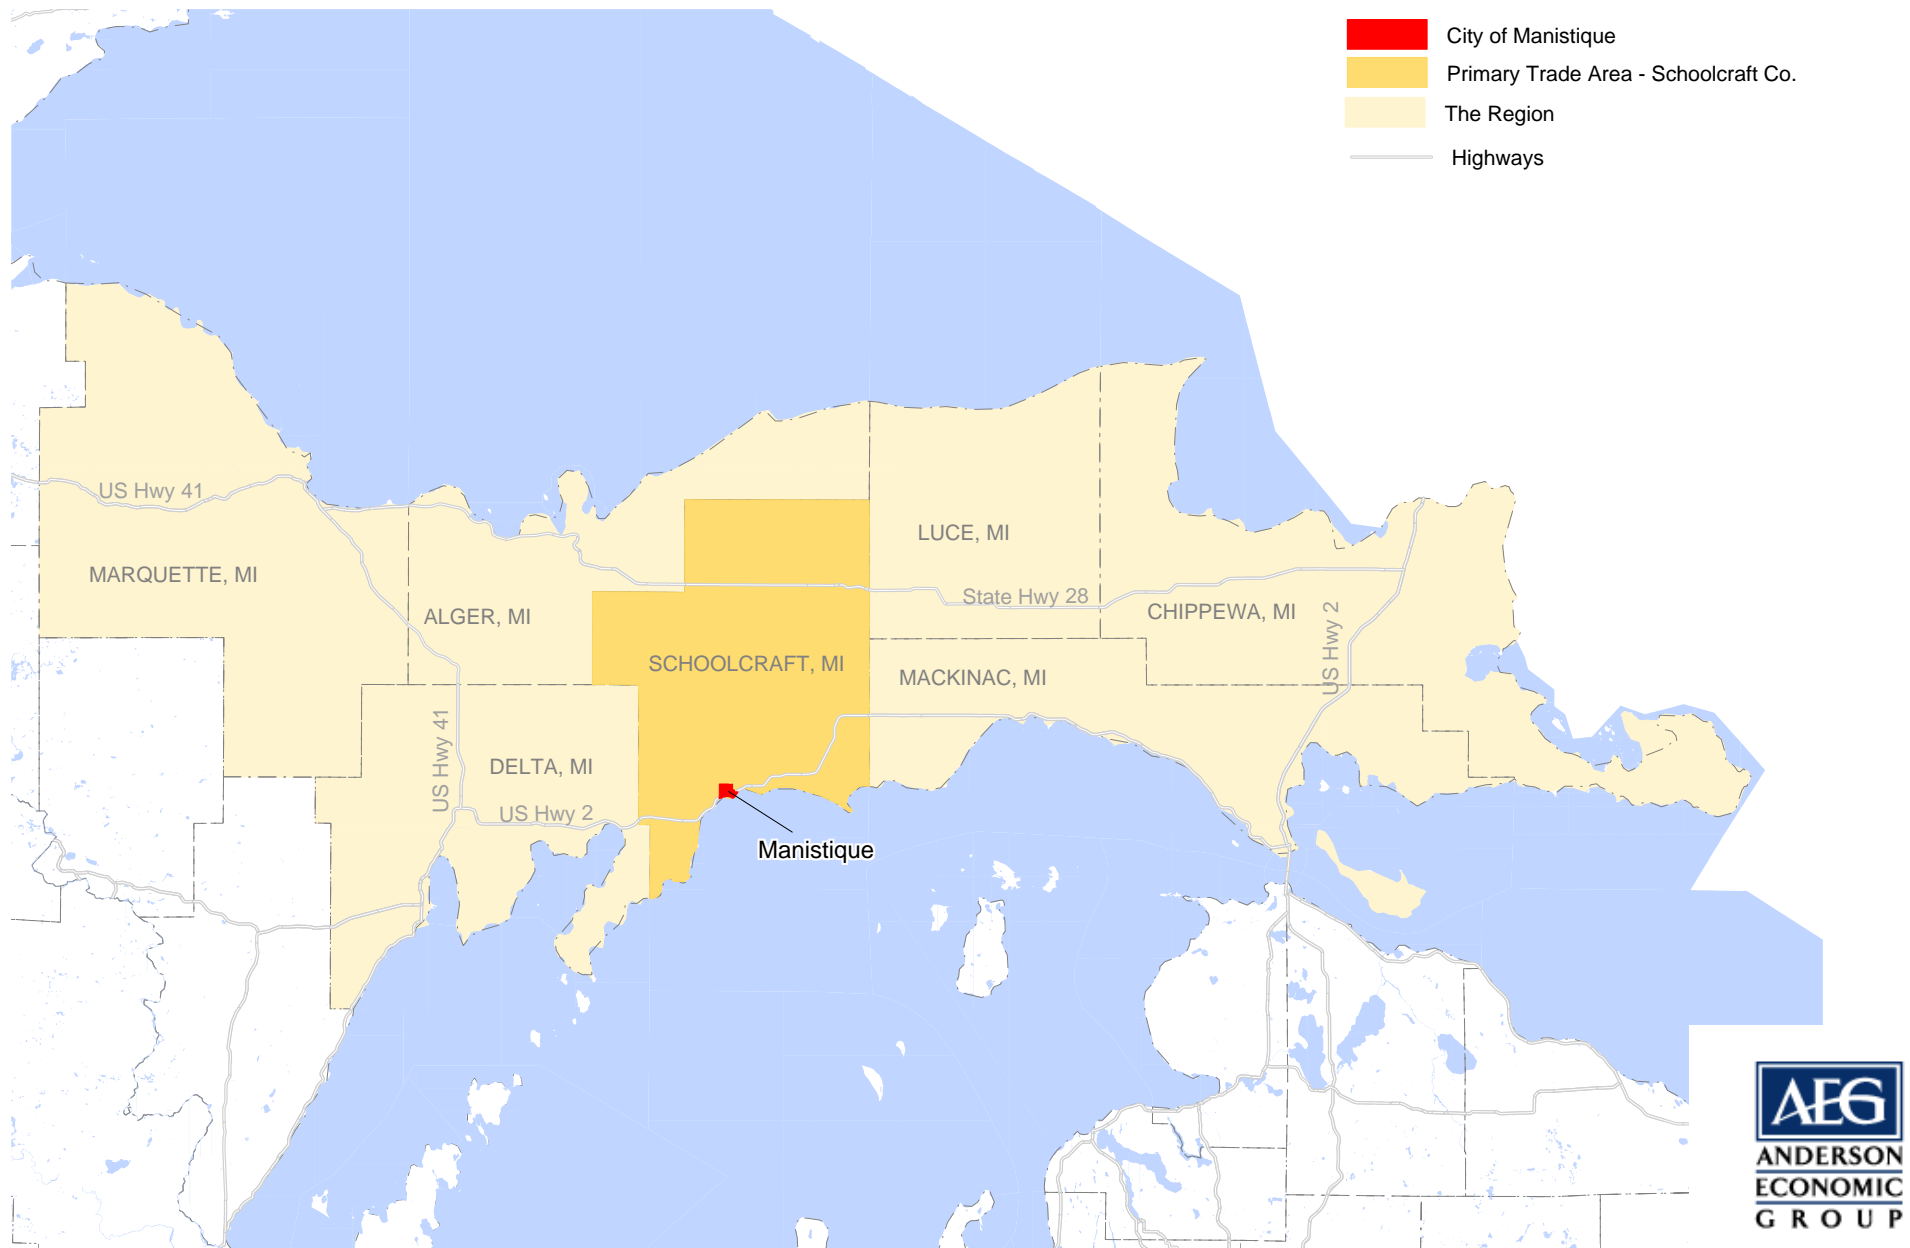 City of Manistique
Primary Trade Area - Schoolcraft Co.
The Region
Highways
US Hwy 41
LUCE, MI
MARQUETTE, MI
State Hwy 28
ALGER, MI
CHIPPEWA, MI
SCHOOLCRAFT, MI
MACKINAC, MI
US Hwy 2
US Hwy 41
DELTA, MI
US Hwy 2
Manistique
AEG
ANDERSON
ECONOMIC
GROUP